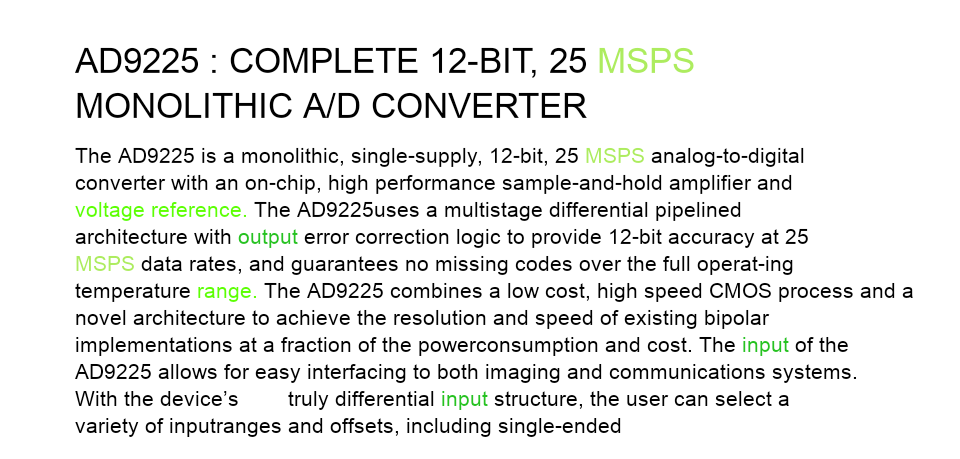 AD9225 : COMPLETE 12-BIT, 25 MSPS
MONOLITHIC A/D CONVERTER
The AD9225 is a monolithic, single-supply, 12-bit, 25 MSPS analog-to-digital
converter with an on-chip, high performance sample-and-hold amplifier and
voltage reference. The AD9225uses a multistage differential pipelined
architecture with output error correction logic to provide 12-bit accuracy at 25
MSPS data rates, and guarantees no missing codes over the full operat-ing
temperature range. The AD9225 combines a low cost, high speed CMOS process and a
novel architecture to achieve the resolution and speed of existing bipolar
implementations at a fraction of the powerconsumption and cost. The input of the
AD9225 allows for easy interfacing to both imaging and communications systems.
With the device’s truly differential input structure, the user can select a
variety of inputranges and offsets, including single-ended